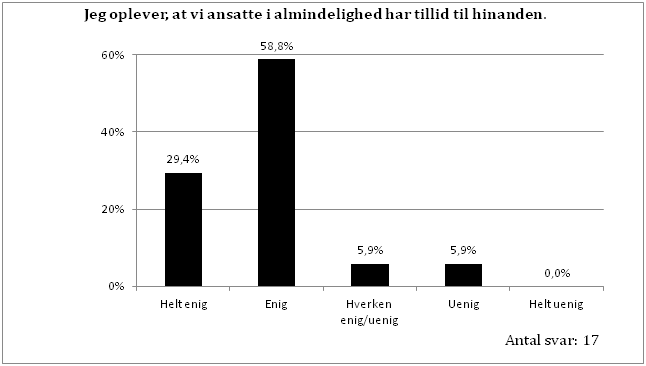 Jeg oplever, at vi ansatte i almindelighed har tillid til hinanden.
60%
40%
20%
0%
29,4%
58,8%
5,9%
5,9%
0,0%
Helt enig
Enig
Hverken
enig/uenig
Uenig
Helt uenig
Antal svar: 17